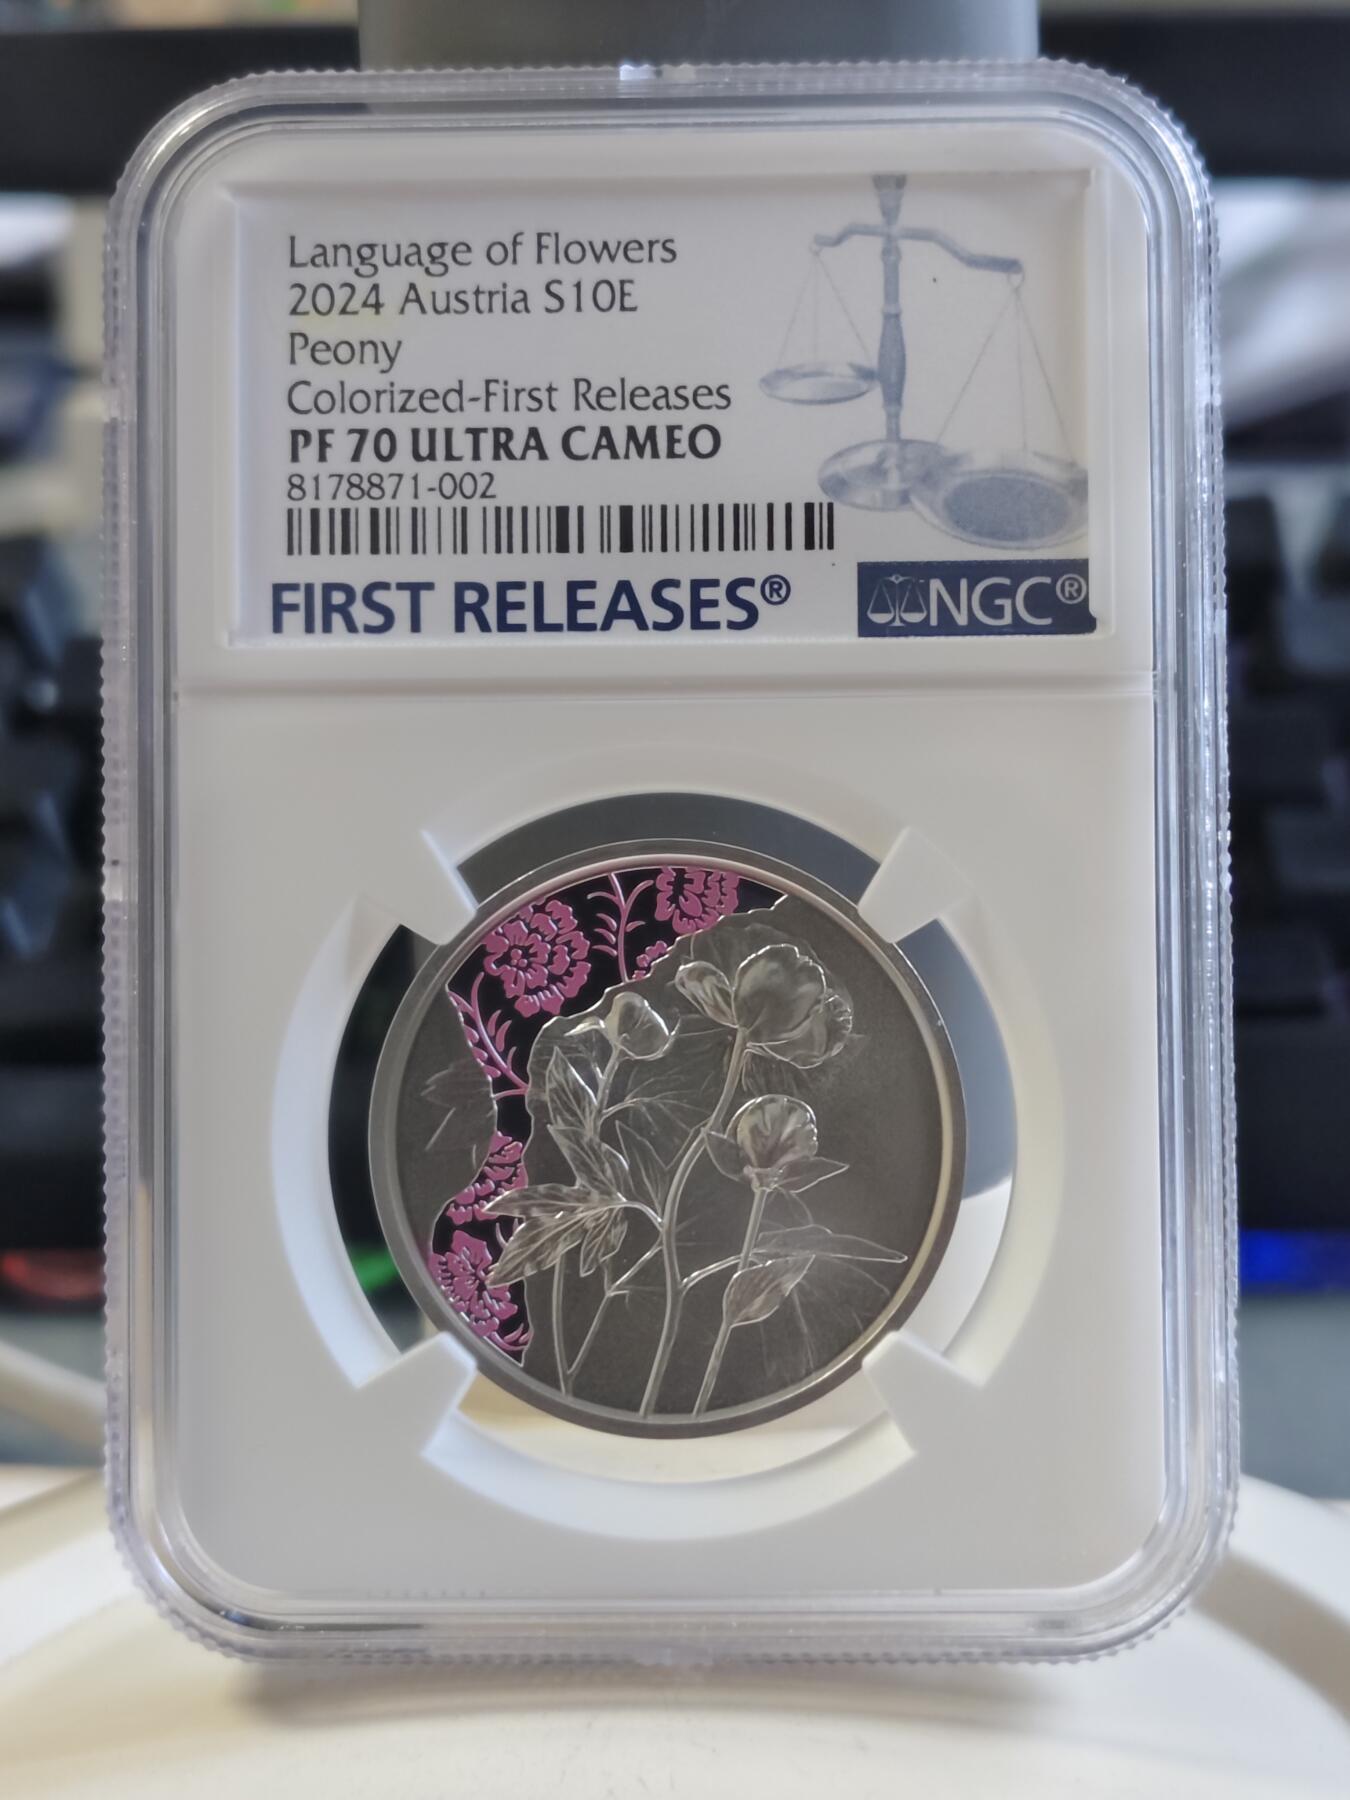 Language of Flowers
2024 Austria S10E
Peony
Colorized-First Releases
PF 70 ULTRA CAMEO
8178871-002
FIRST RELEASES®
NGC®